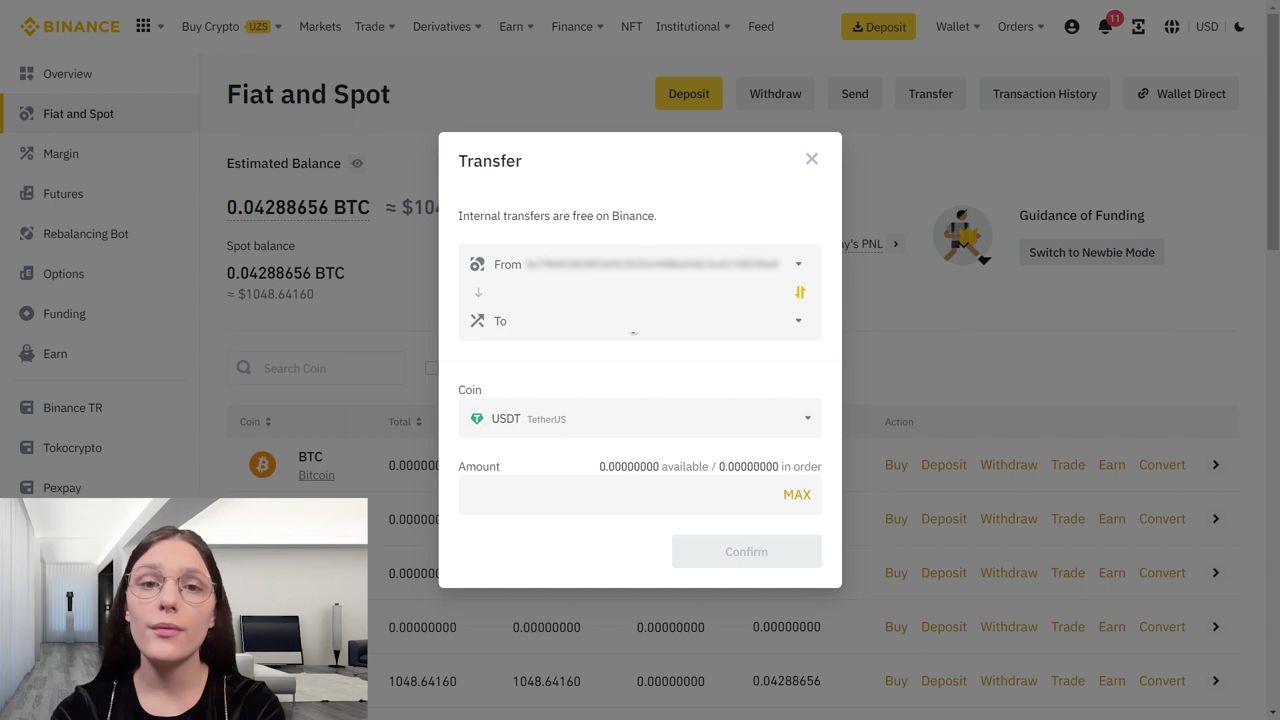 BINANCE
Buy Crypto UZS
Markets
Trade
Derivatives
Earn
Finance
NFT
Institutional
Feed
Deposit
Wallet
Orders
11
USD
Overview
Fiat and Spot
Margin
Futures
Rebalancing Bot
Options
Funding
Earn
Binance TR
Tokocrypto
Pexpay
Fiat and Spot
Deposit
Withdraw
Send
Transfer
Transaction History
Wallet Direct
Estimated Balance
0.04288656 BTC ≈ $104
Spot balance
0.04288656 BTC
≈ $1048.64160
y's PNL
Guidance of Funding
Switch to Newbie Mode
Search Coin
Transfer
Internal transfers are free on Binance.
From
To
Coin
USDT TetherUS
Amount 0.00000000 available / 0.00000000 in order
MAX
Confirm
Coin Total Action
BTC 0.00000 Buy Deposit Withdraw Trade Earn Convert
Bitcoin
0.00000 Buy Deposit Withdraw Trade Earn Convert
0.00000 Buy Deposit Withdraw Trade Earn Convert
0.00000000 0.00000000 0.00000000 0.00000000 Buy Deposit Withdraw Trade Earn Convert
1048.64160 1048.64160 0.00000000 0.04288656 Buy Deposit Withdraw Trade Earn Convert